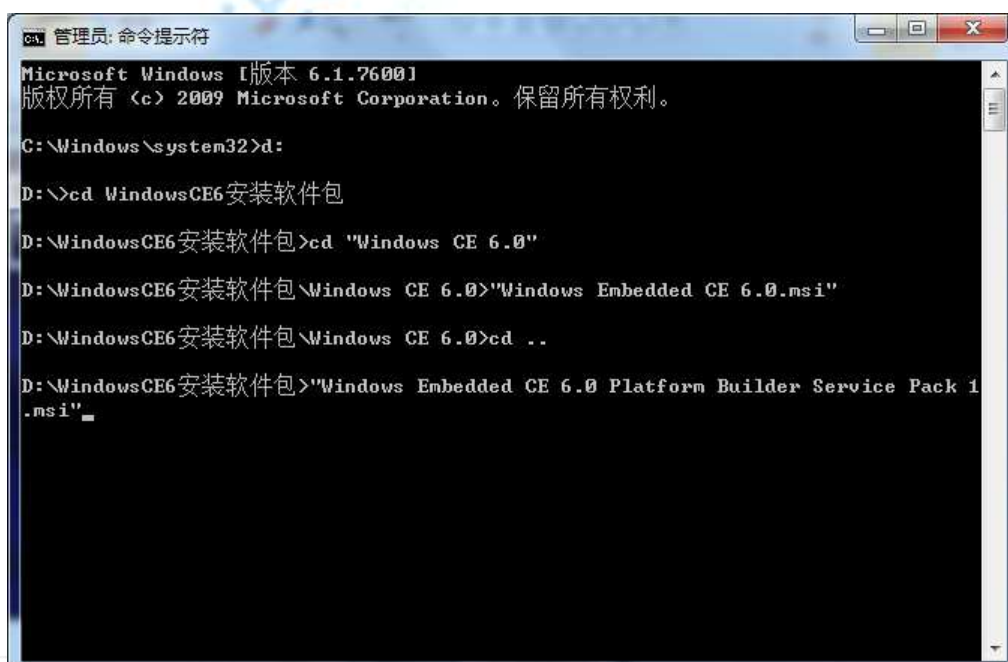 管理员: 命令提示符
Microsoft Windows [版本 6.1.7600]
版权所有 (c) 2009 Microsoft Corporation。保留所有权利。
C:\Windows\system32>d:
D:\>cd WindowsCE6安装软件包
D:\WindowsCE6安装软件包>cd "Windows CE 6.0"
D:\WindowsCE6安装软件包\Windows CE 6.0>"Windows Embedded CE 6.0.msi"
D:\WindowsCE6安装软件包\Windows CE 6.0>cd ..
D:\WindowsCE6安装软件包>"Windows Embedded CE 6.0 Platform Builder Service Pack 1
.msi"